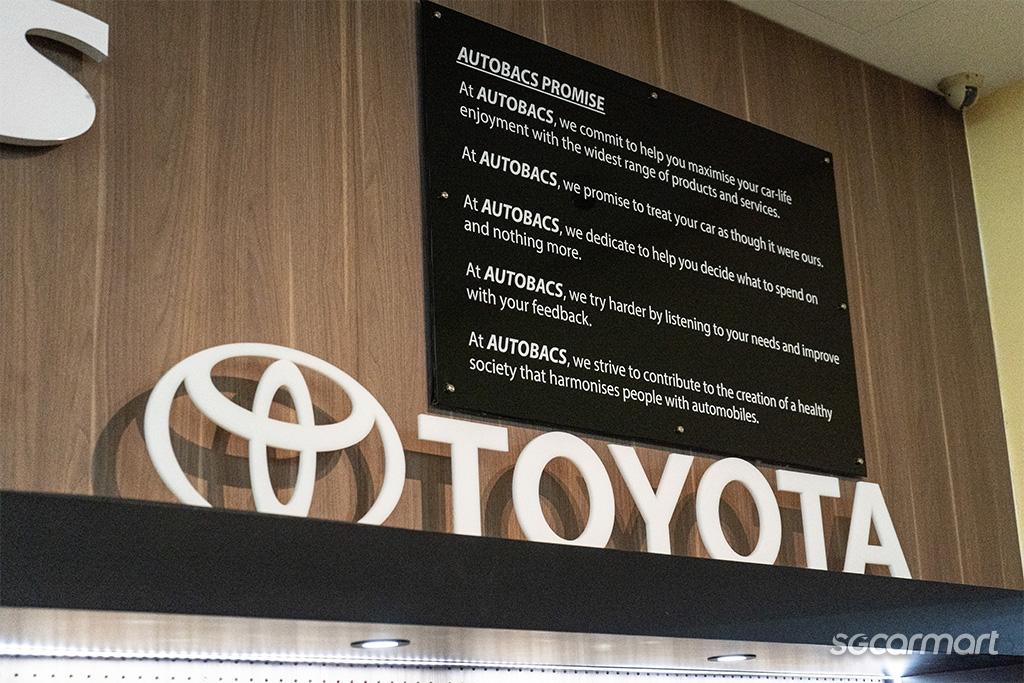 S
AUTOBACS PROMISE
At AUTOBACS, we commit to help you maximise your car-life
enjoyment with the widest range of products and services.
At AUTOBACS, we promise to treat your car as though it were ours.
At AUTOBACS, we dedicate to help you decide what to spend on
and nothing more.
At AUTOBACS, we try harder by listening to your needs and improve
with your feedback.
At AUTOBACS, we strive to contribute to the creation of a healthy
society that harmonises people with automobiles.
TOYOTA
sgcarmart